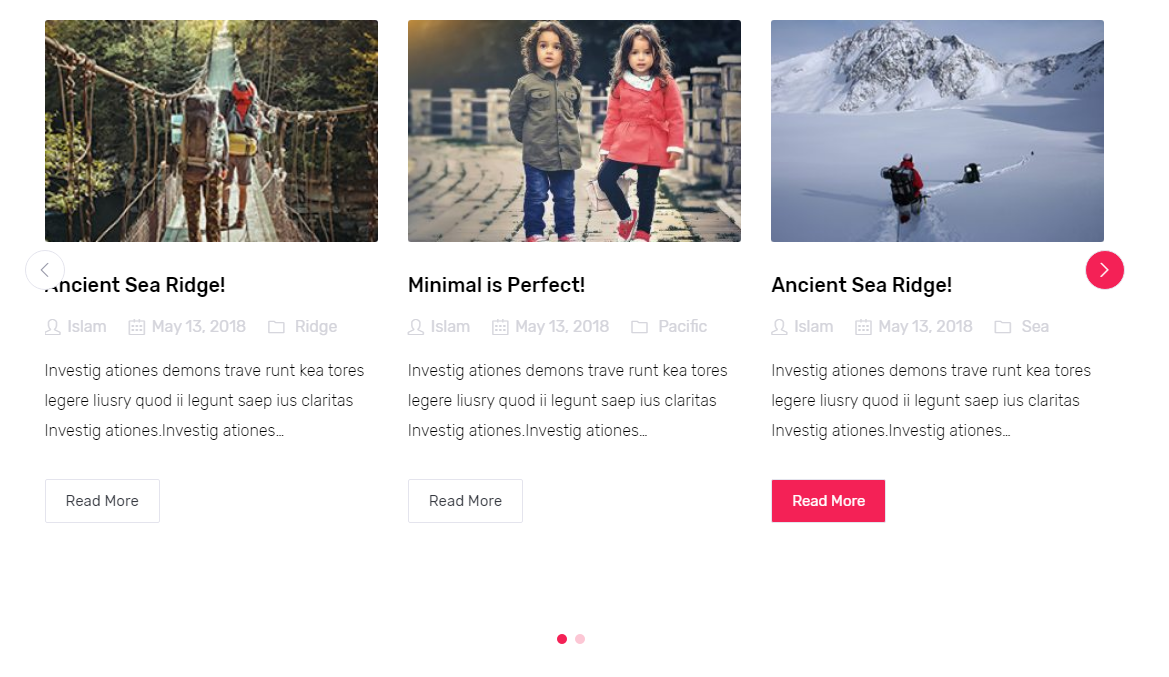 Ancient Sea Ridge!
Islam May 13, 2018 Ridge
Investig ationes demons trave runt kea tores
legere liusry quod ii legunt saep ius claritas
Investig ationes.Investig ationes...
Read More
Minimal is Perfect!
Islam May 13, 2018 Pacific
Investig ationes demons trave runt kea tores
legere liusry quod ii legunt saep ius claritas
Investig ationes.Investig ationes...
Read More
Ancient Sea Ridge!
Islam May 13, 2018 Sea
Investig ationes demons trave runt kea tores
legere liusry quod ii legunt saep ius claritas
Investig ationes.Investig ationes...
Read More